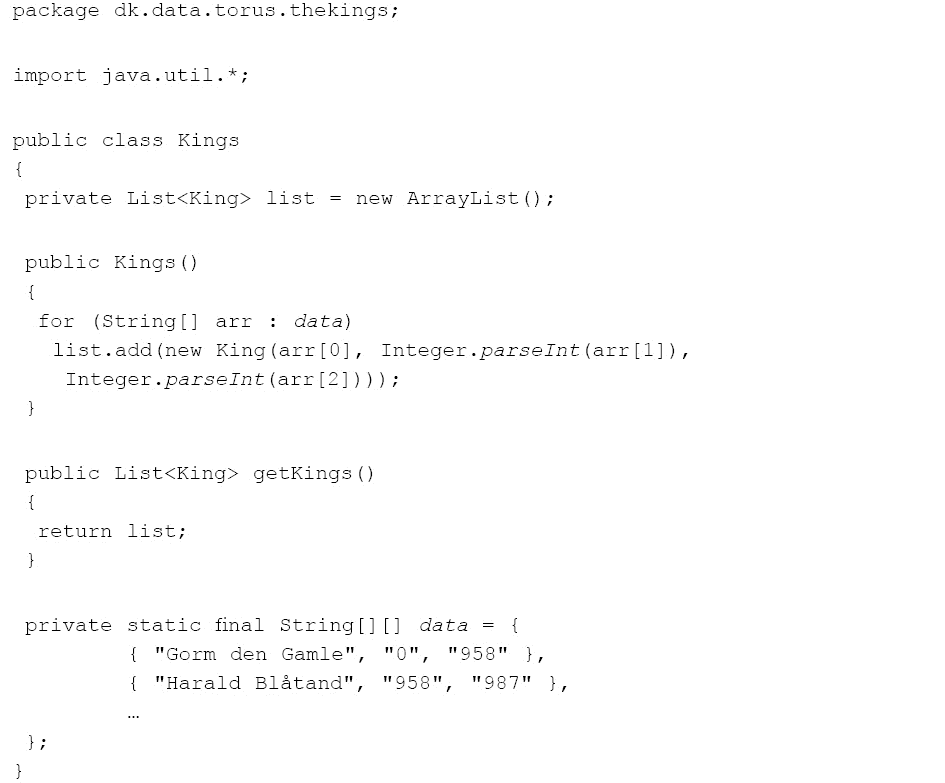 package dk.data.torus.thekings;
import java.util.*;
public class Kings
{
private List<King> list = new ArrayList();
public Kings()
{
for (String[] arr : data)
list.add(new King(arr[0], Integer.parseInt(arr[1]),
Integer.parseInt(arr[2])));
}
public List<King> getKings()
{
return list;
}
private static final String[][] data = {
{ "Gorm den Gamle", "0", "958" },
{ "Harald Blåtand", "958", "987" },
…
};
}